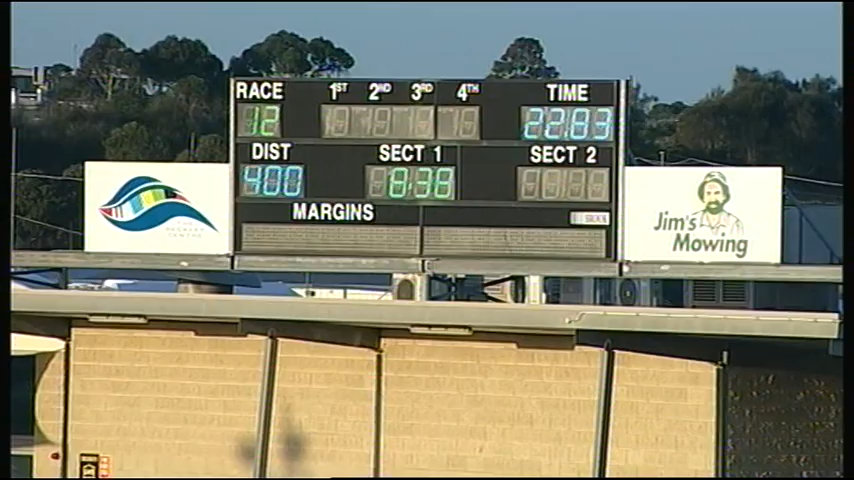 RACE 1ST 2ND 3RD 4TH TIME
12 22.83
DIST SECT 1 SECT 2
400 8.36
MARGINS
Jim's
Mowing